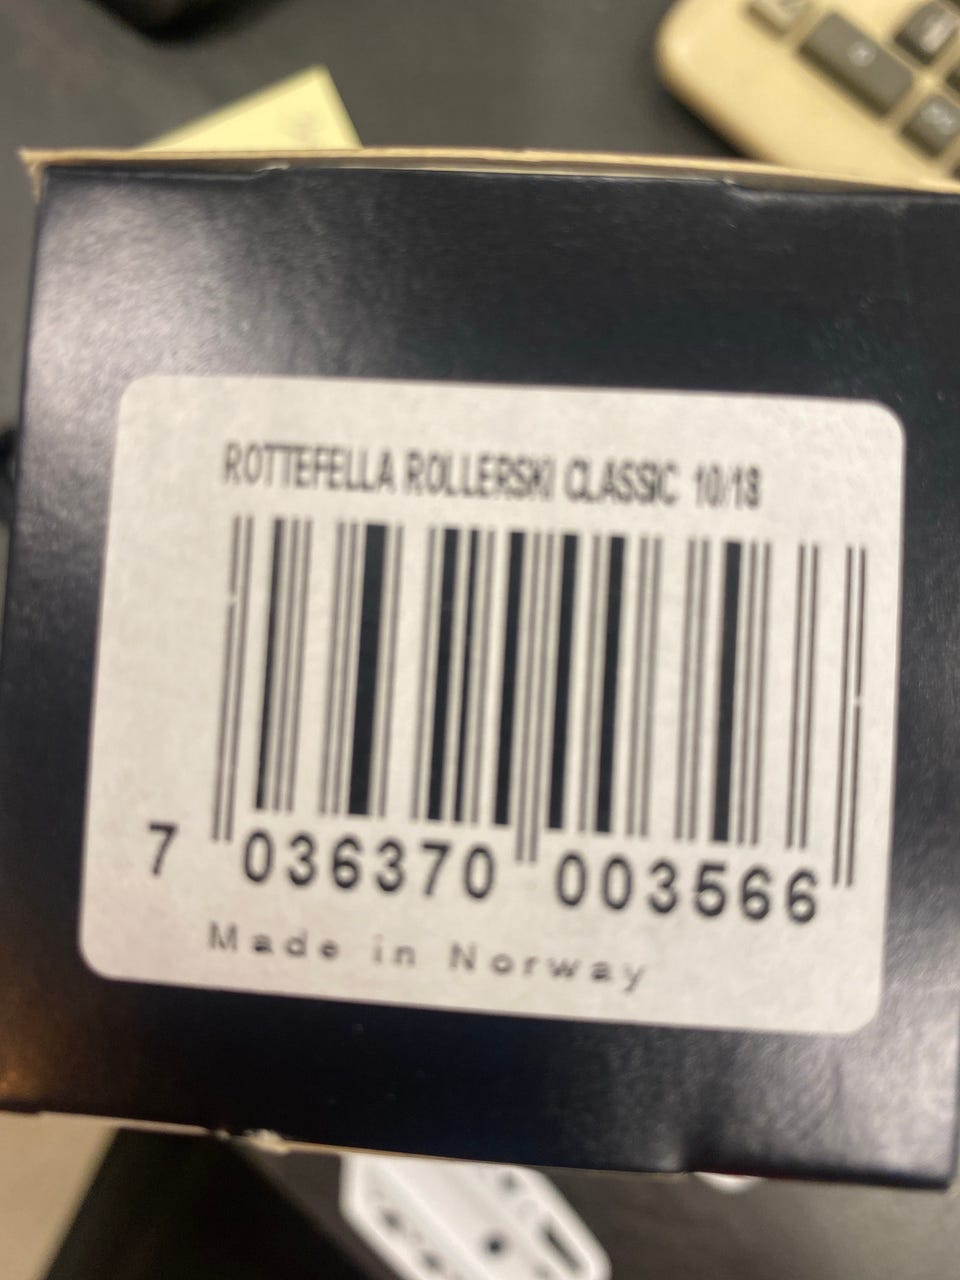 ROTTEFELLA ROLLERSKI CLASSIC 10/18
7 036370 003566
Made in Norway